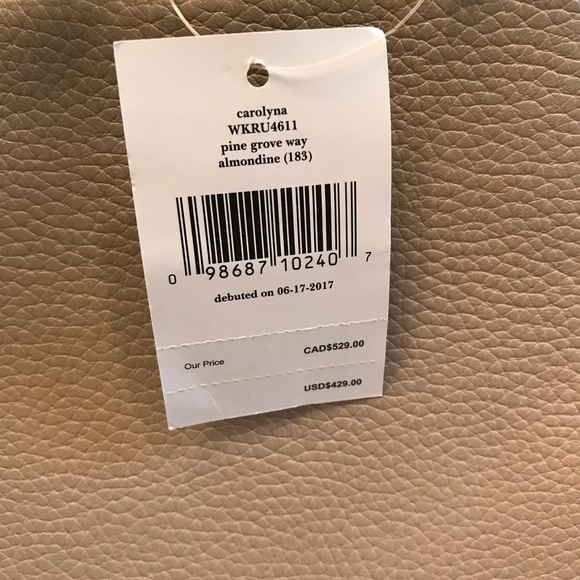 carolyna
WKRU4611
pine grove way
almondine (183)
0 98687 10240 7
debuted on 06-17-2017
Our Price CAD$529.00
USD$429.00